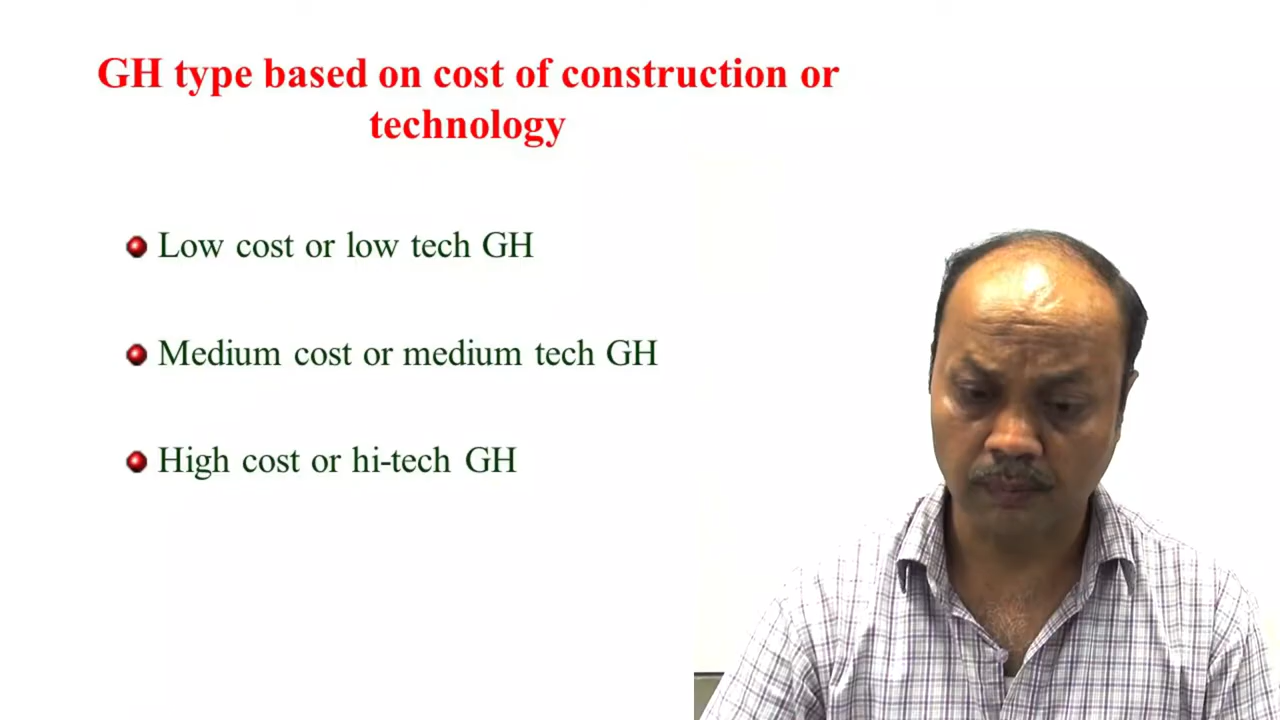 GH type based on cost of construction or
technology
Low cost or low tech GH
Medium cost or medium tech GH
High cost or hi-tech GH